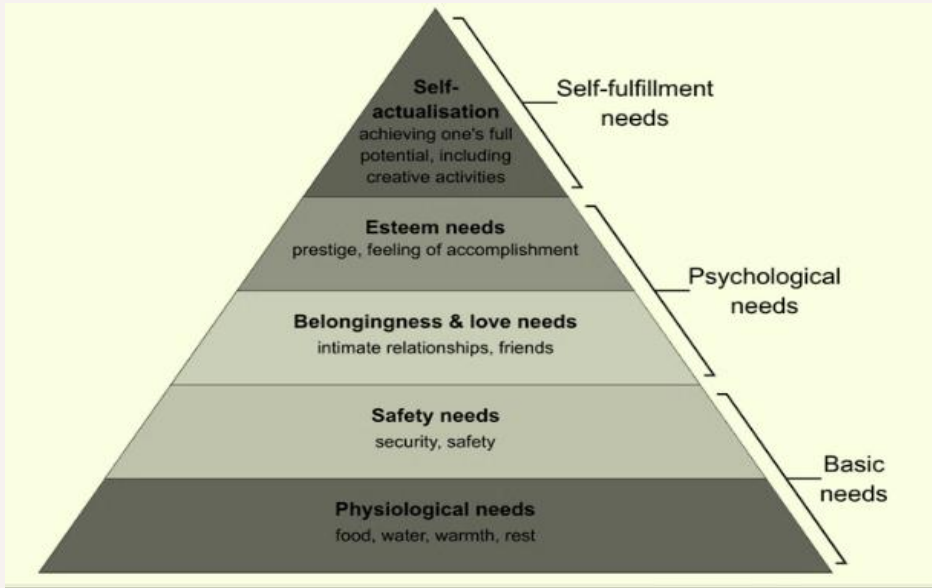 Self-
actualisation
achieving one's full
potential, including
creative activities
Self-fulfillment
needs
Esteem needs
prestige, feeling of accomplishment
Psychological
needs
Belongingness & love needs
intimate relationships, friends
Safety needs
security, safety
Basic
needs
Physiological needs
food, water, warmth, rest